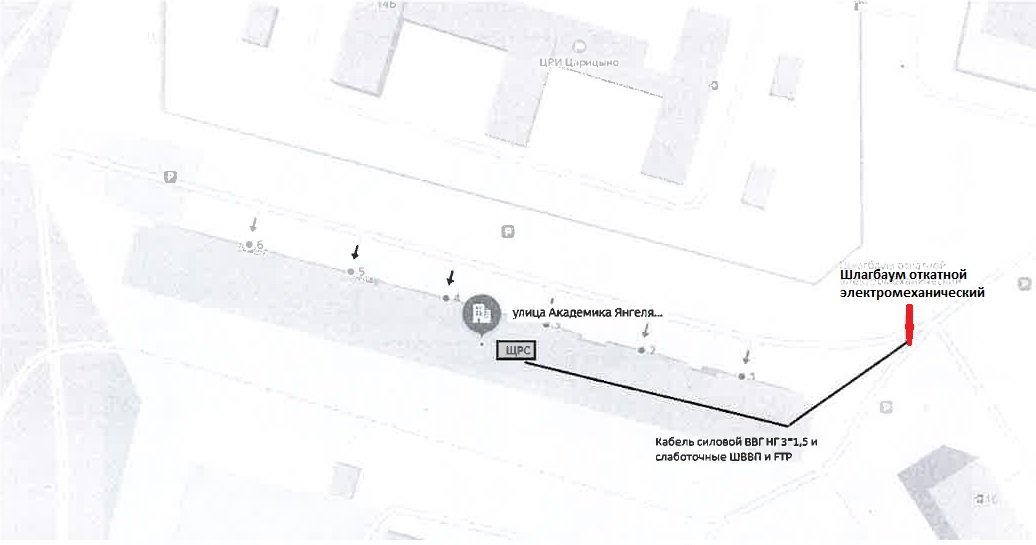 14Б
ЦРИ Царицыно
P
P
6
5
4
улица Академика Янгеля...
3
ЩРС
2
1
Шлагбаум откатной
электромеханический
P
P
Кабель силовой ВВГ НГ 3*1,5 и
слаботочные ШВВП и FTP
16